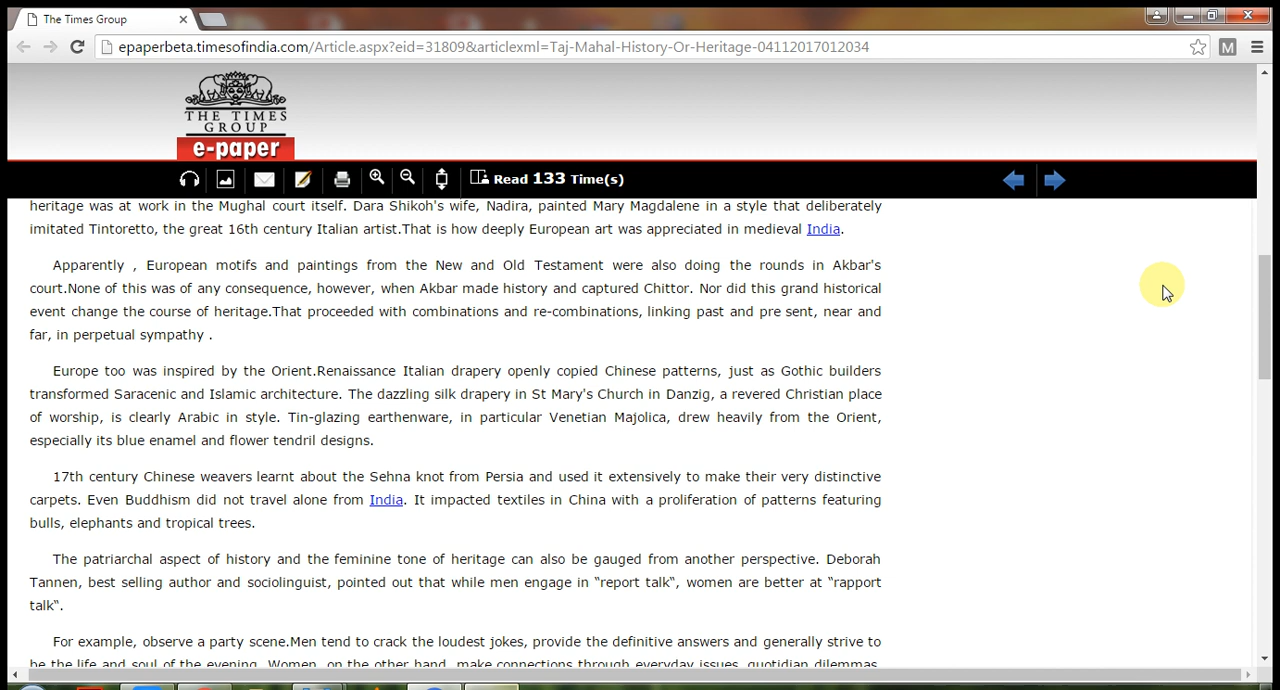 The Times Group
epaperbeta.timesofindia.com/Article.aspx?eid=31809&articlexml=Taj-Mahal-History-Or-Heritage-04112017012034
M
THE TIMES
GROUP
e-paper
Read 133 Time(s)
heritage was at work in the Mughal court itself. Dara Shikoh's wife, Nadira, painted Mary Magdalene in a style that deliberately
imitated Tintoretto, the great 16th century Italian artist.That is how deeply European art was appreciated in medieval India.
Apparently , European motifs and paintings from the New and Old Testament were also doing the rounds in Akbar's
court.None of this was of any consequence, however, when Akbar made history and captured Chittor. Nor did this grand historical
event change the course of heritage.That proceeded with combinations and re-combinations, linking past and pre sent, near and
far, in perpetual sympathy .
Europe too was inspired by the Orient.Renaissance Italian drapery openly copied Chinese patterns, just as Gothic builders
transformed Saracenic and Islamic architecture. The dazzling silk drapery in St Mary's Church in Danzig, a revered Christian place
of worship, is clearly Arabic in style. Tin-glazing earthenware, in particular Venetian Majolica, drew heavily from the Orient,
especially its blue enamel and flower tendril designs.
17th century Chinese weavers learnt about the Sehna knot from Persia and used it extensively to make their very distinctive
carpets. Even Buddhism did not travel alone from India. It impacted textiles in China with a proliferation of patterns featuring
bulls, elephants and tropical trees.
The patriarchal aspect of history and the feminine tone of heritage can also be gauged from another perspective. Deborah
Tannen, best selling author and sociolinguist, pointed out that while men engage in “report talk“, women are better at “rapport
talk“.
For example, observe a party scene.Men tend to crack the loudest jokes, provide the definitive answers and generally strive to
be the life and soul of the evening. Women, on the other hand, make connections through everyday issues, quotidian dilemmas,